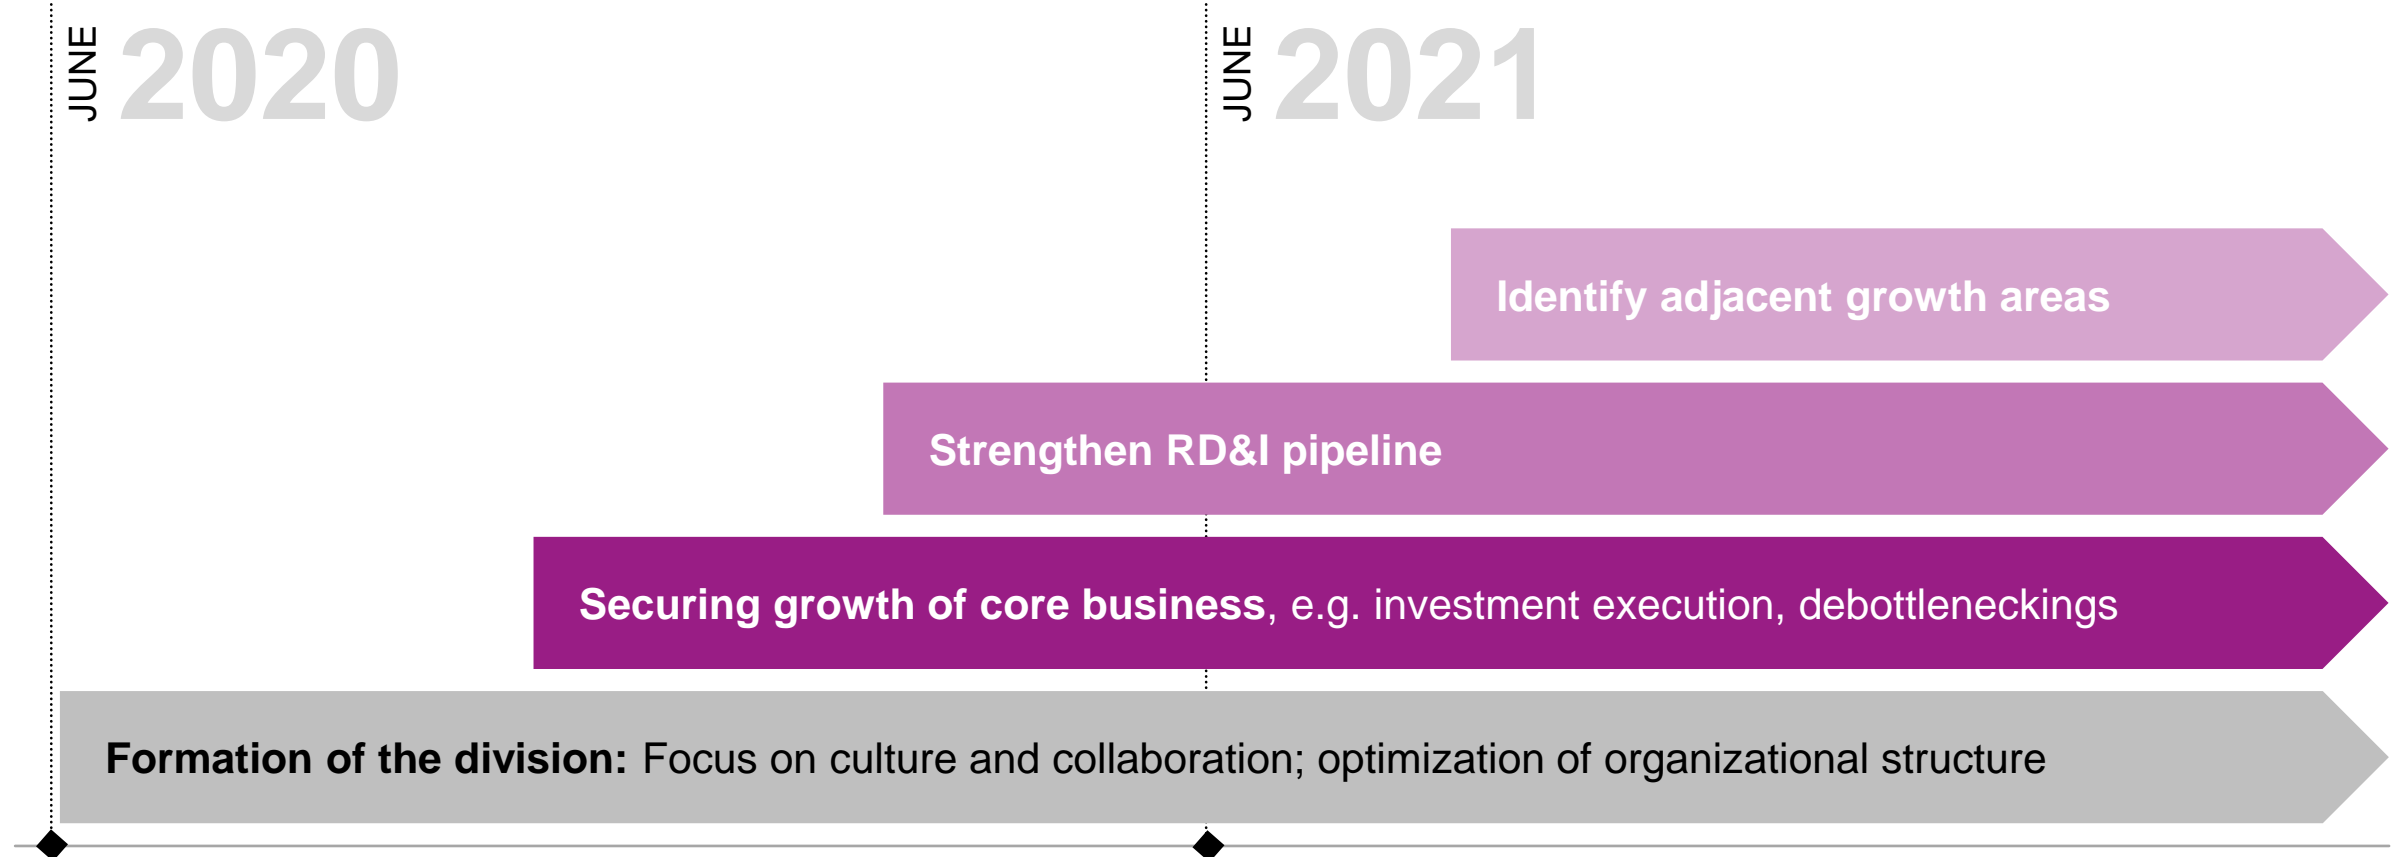 JUNE 2020
JUNE 2021
Identify adjacent growth areas
Strengthen RD&I pipeline
Securing growth of core business, e.g. investment execution, debottleneckings
Formation of the division: Focus on culture and collaboration; optimization of organizational structure